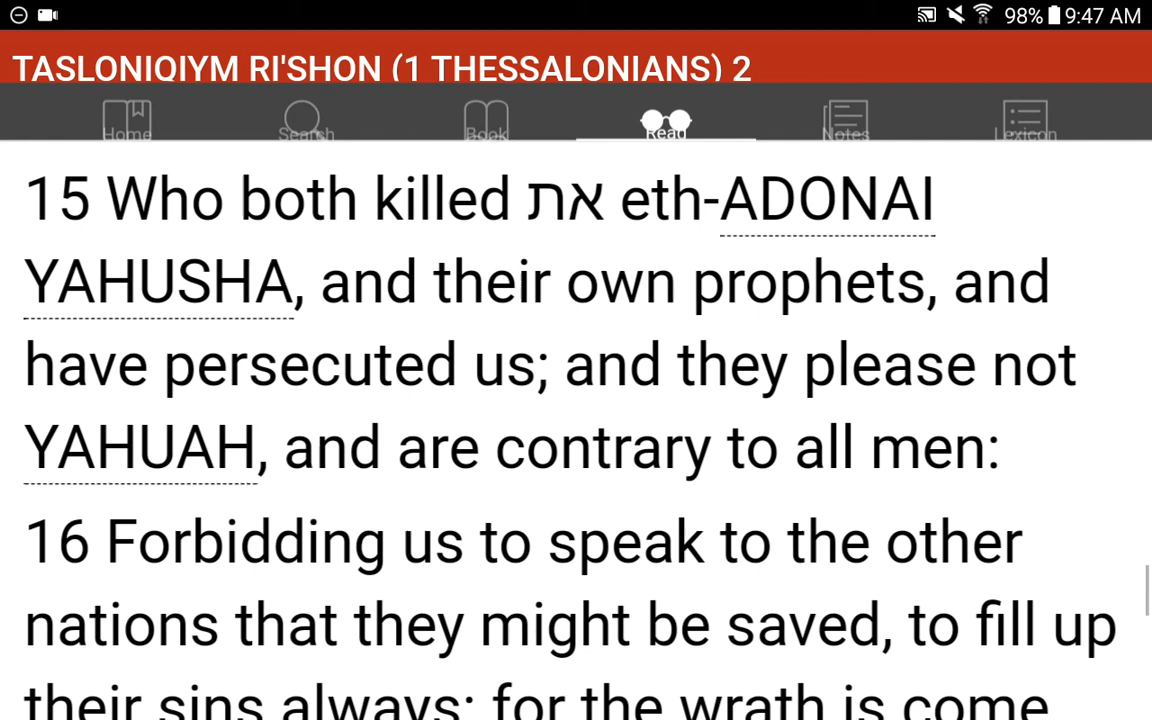 98% 9:47 AM
TASLONIQIYM RI'SHON (1 THESSALONIANS) 2
Home Search Book Read Notes Lexicon
15 Who both killed את eth-ADONAI
YAHUSHA, and their own prophets, and
have persecuted us; and they please not
YAHUAH, and are contrary to all men:
16 Forbidding us to speak to the other
nations that they might be saved, to fill up
their sins always: for the wrath is come